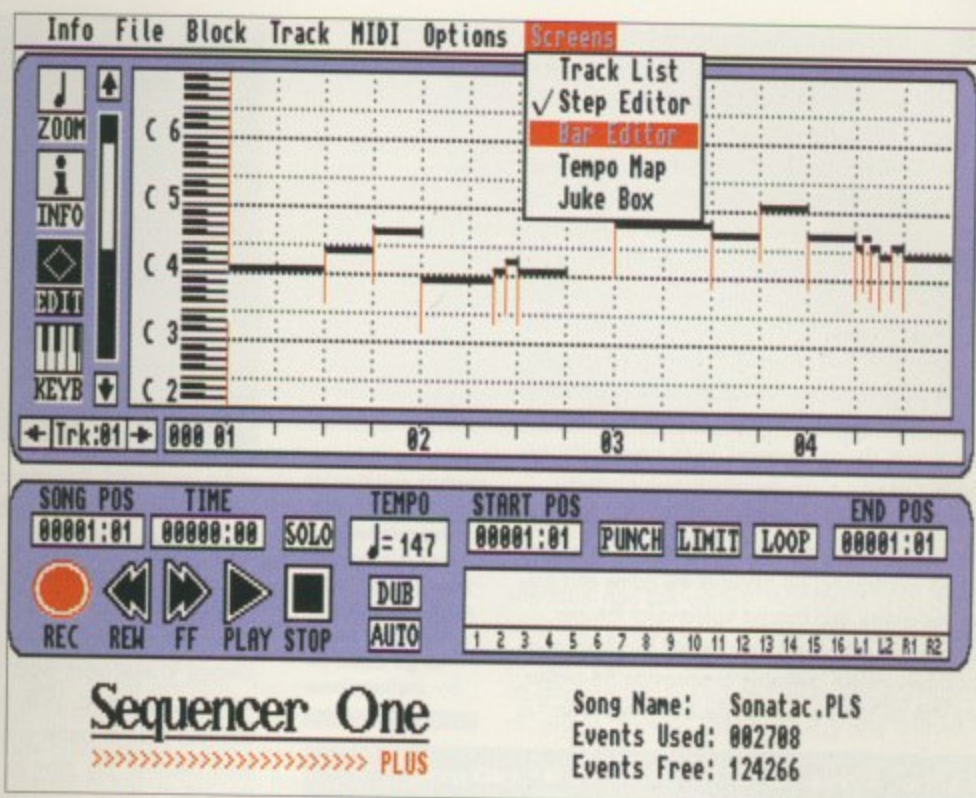 Info File Block Track MIDI Options Screens
Track List
✓ Step Editor
Bar Editor
Tempo Map
Juke Box
ZOOM
INFO
EDIT
KEYB
C 6
C 5
C 4
C 3
C 2
Trk:01 000 01 02 03 04
SONG POS TIME TEMPO START POS END POS
00001:01 00000:00 SOLO ♩= 147 00001:01 PUNCH LIMIT LOOP 00001:01
DUB
REC REW FF PLAY STOP AUTO
1 2 3 4 5 6 7 8 9 10 11 12 13 14 15 16 L1 L2 R1 R2
Sequencer One
>>>>>>>>>>>>>>>>>>>>>>> PLUS
Song Name: Sonatac.PLS
Events Used: 002708
Events Free: 124266